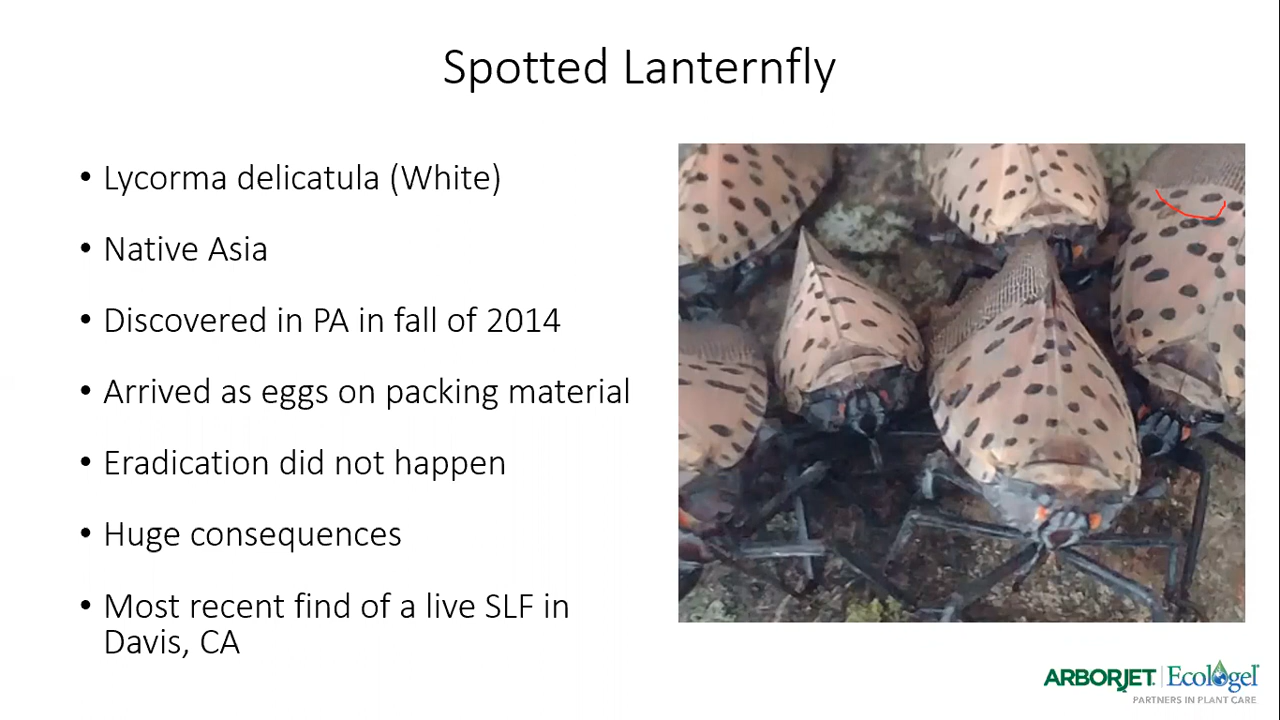 Spotted Lanternfly
• Lycorma delicatula (White)
• Native Asia
• Discovered in PA in fall of 2014
• Arrived as eggs on packing material
• Eradication did not happen
• Huge consequences
• Most recent find of a live SLF in
Davis, CA
ARBORJET | Ecologel
PARTNERS IN PLANT CARE